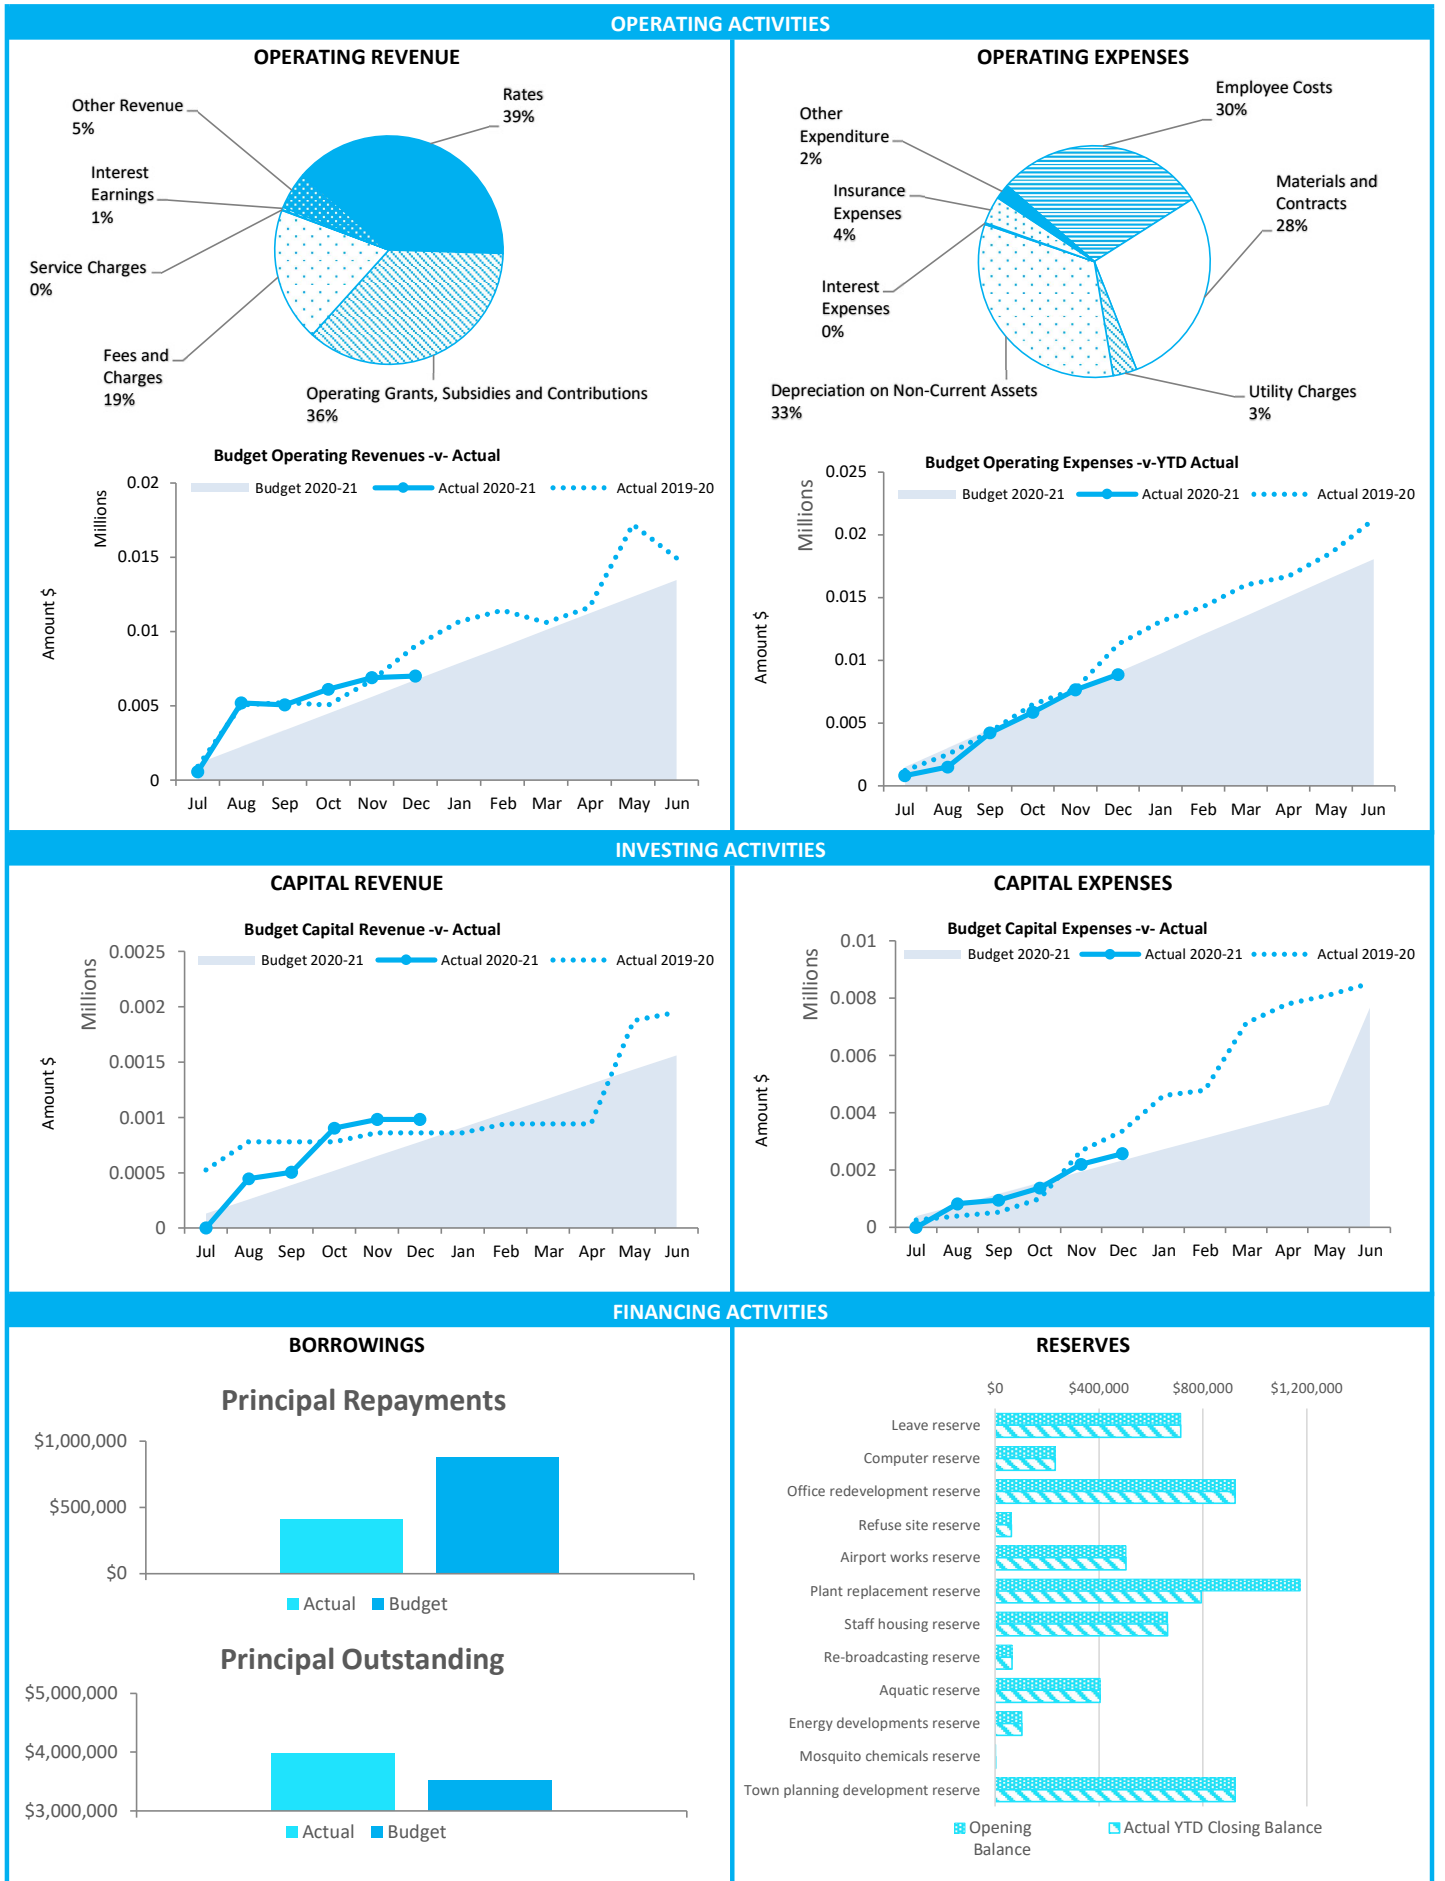 OPERATING ACTIVITIES
OPERATING REVENUE
Other Revenue
5%
Rates
39%
Interest
Earnings
1%
Service Charges
0%
Fees and
Charges
19%
Operating Grants, Subsidies and Contributions
36%
OPERATING EXPENSES
Employee Costs
30%
Other
Expenditure
2%
Materials and
Contracts
28%
Insurance
Expenses
4%
Interest
Expenses
0%
Depreciation on Non-Current Assets
33%
Utility Charges
3%
Budget Operating Revenues -v- Actual
Budget 2020-21 Actual 2020-21 Actual 2019-20
Millions
Amount $
0.02
0.015
0.01
0.005
0
Jul Aug Sep Oct Nov Dec Jan Feb Mar Apr May Jun
Budget Operating Expenses -v-YTD Actual
Budget 2020-21 Actual 2020-21 Actual 2019-20
Millions
Amount $
0.025
0.02
0.015
0.01
0.005
0
Jul Aug Sep Oct Nov Dec Jan Feb Mar Apr May Jun
INVESTING ACTIVITIES
CAPITAL REVENUE
Budget Capital Revenue -v- Actual
Budget 2020-21 Actual 2020-21 Actual 2019-20
Millions
Amount $
0.0025
0.002
0.0015
0.001
0.0005
0
Jul Aug Sep Oct Nov Dec Jan Feb Mar Apr May Jun
CAPITAL EXPENSES
Budget Capital Expenses -v- Actual
Budget 2020-21 Actual 2020-21 Actual 2019-20
Millions
Amount $
0.01
0.008
0.006
0.004
0.002
0
Jul Aug Sep Oct Nov Dec Jan Feb Mar Apr May Jun
FINANCING ACTIVITIES
BORROWINGS
Principal Repayments
$1,000,000
$500,000
$0
Actual Budget
Principal Outstanding
$5,000,000
$4,000,000
$3,000,000
Actual Budget
RESERVES
$0 $400,000 $800,000 $1,200,000
Leave reserve
Computer reserve
Office redevelopment reserve
Refuse site reserve
Airport works reserve
Plant replacement reserve
Staff housing reserve
Re-broadcasting reserve
Aquatic reserve
Energy developments reserve
Mosquito chemicals reserve
Town planning development reserve
Opening
Balance
Actual YTD Closing Balance